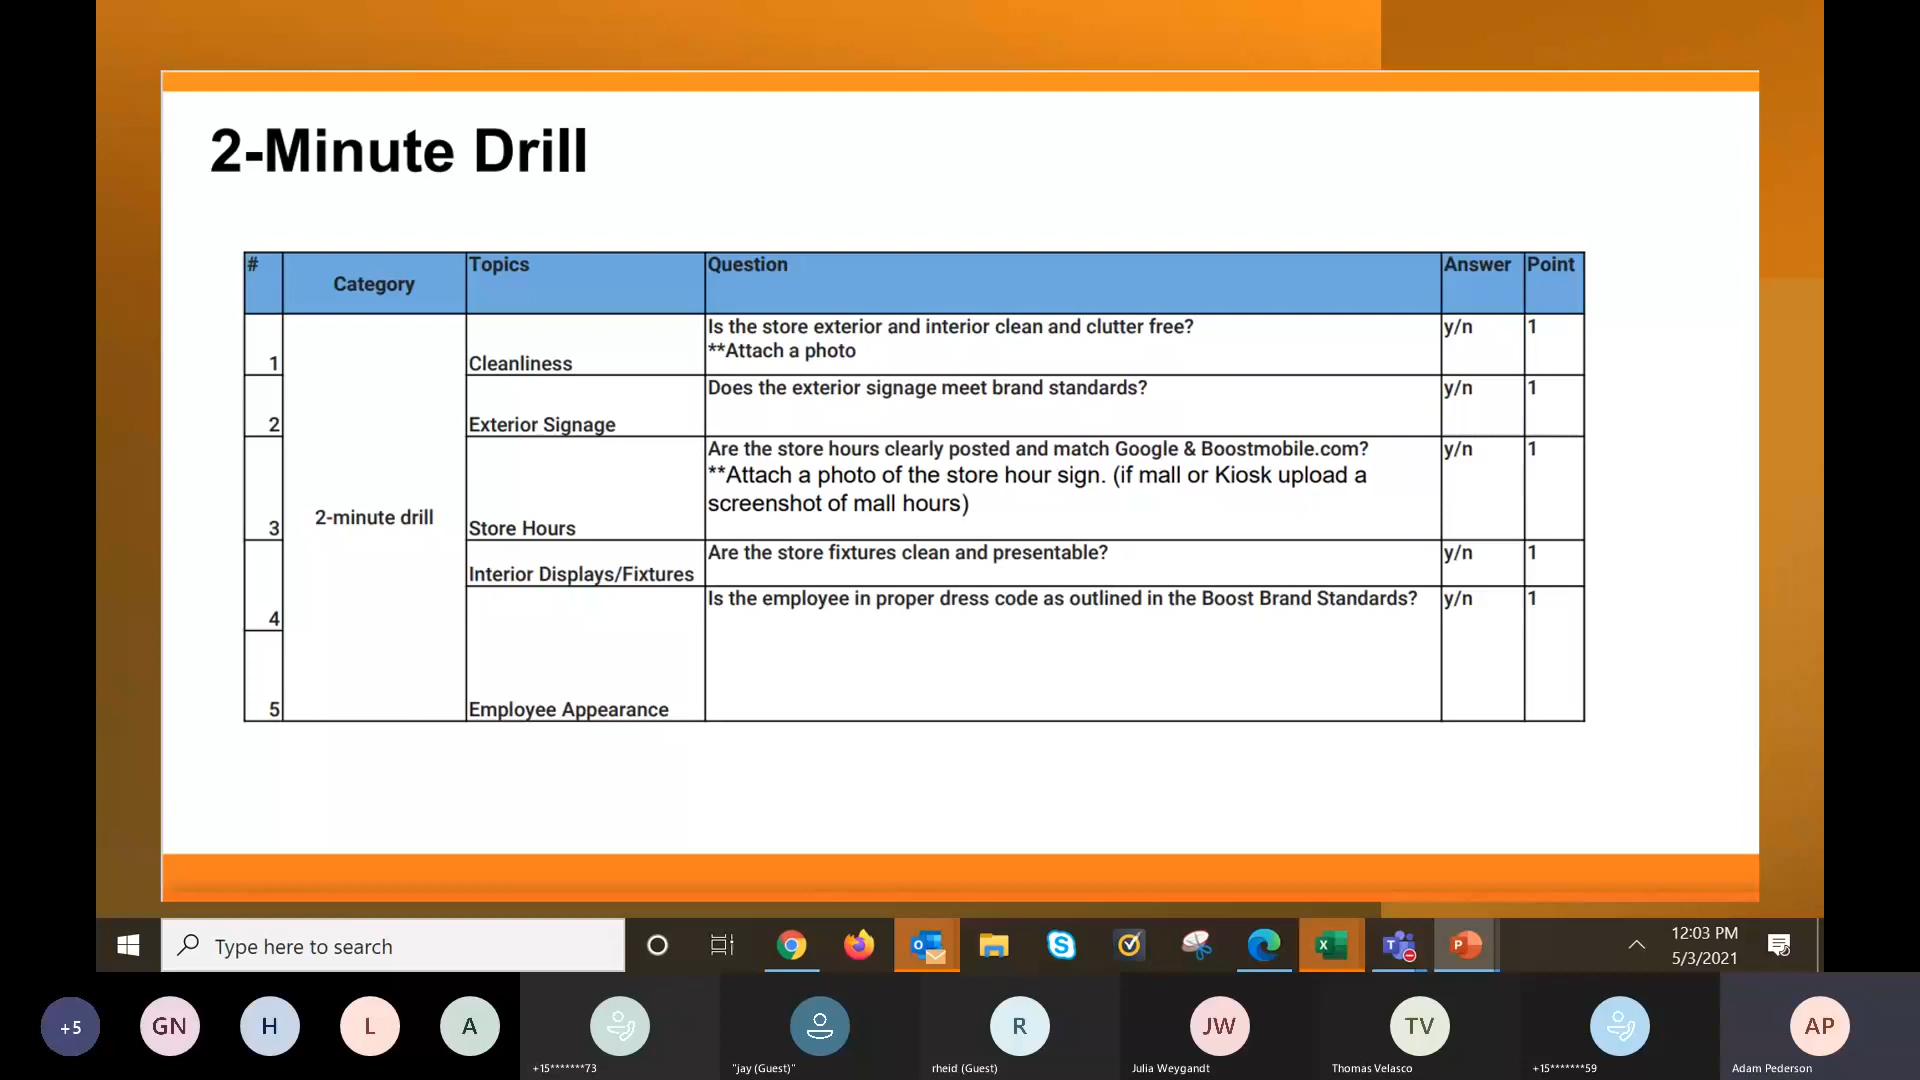 2-Minute Drill
# Category Topics Question Answer Point
1 Cleanliness Is the store exterior and interior clean and clutter free? y/n 1
**Attach a photo
2 Exterior Signage Does the exterior signage meet brand standards? y/n 1
Are the store hours clearly posted and match Google & Boostmobile.com? y/n 1
**Attach a photo of the store hour sign. (if mall or Kiosk upload a
screenshot of mall hours)
3 2-minute drill Store Hours
Are the store fixtures clean and presentable? y/n 1
Interior Displays/Fixtures
Is the employee in proper dress code as outlined in the Boost Brand Standards? y/n 1
4
5 Employee Appearance
Type here to search
12:03 PM
5/3/2021
+5 GN H L A R JW TV AP
+15*******73 "jay (Guest)" rheid (Guest) Julia Weygandt Thomas Velasco +15*******59 Adam Pederson